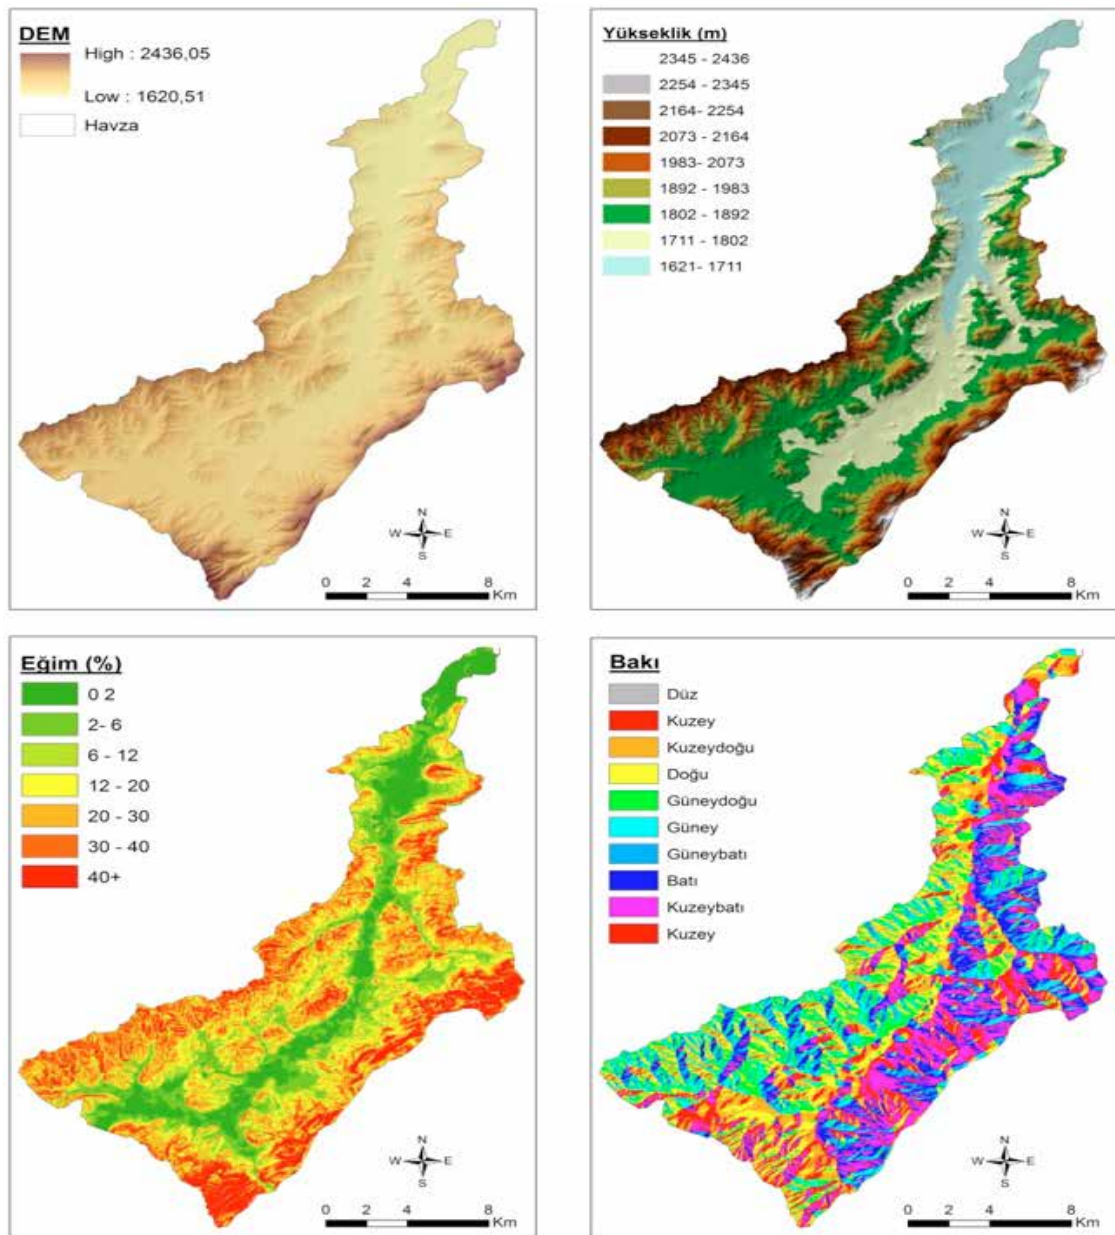 DEM
High : 2436,05
Low : 1620,51
Havza
N
W E
S
0 2 4 8
Km
Yükseklik (m)
2345 - 2436
2254 - 2345
2164- 2254
2073 - 2164
1983- 2073
1892 - 1983
1802 - 1892
1711 - 1802
1621- 1711
N
W E
S
0 2 4 8
Km
Eğim (%)
0 2
2- 6
6 - 12
12 - 20
20 - 30
30 - 40
40+
N
W E
S
0 2 4 8
Km
Bakı
Düz
Kuzey
Kuzeydoğu
Doğu
Güneydoğu
Güney
Güneybatı
Batı
Kuzeybatı
Kuzey
N
W E
S
0 2 4 8
Km